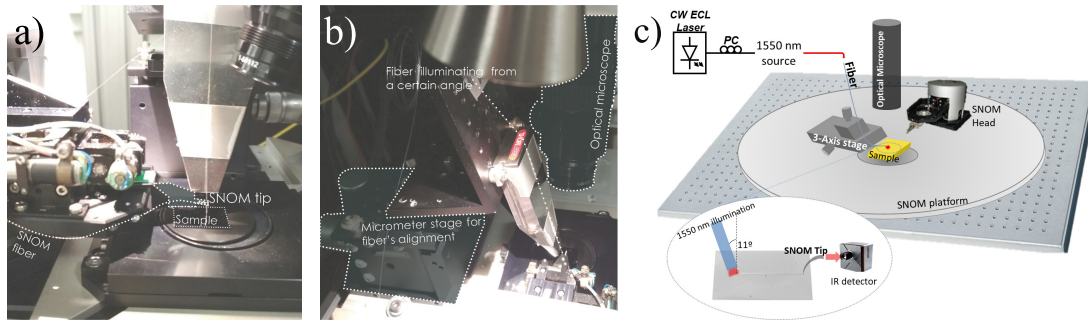 a)
SNOM tip
Sample
SNOM
fiber
b)
Fiber illuminating from
a certain angle
Optical microscope
Micrometer stage for
fiber's alignment
c)
CW ECL
Laser
PC
1550 nm
source
Fiber
Optical Microscope
SNOM
Head
3-Axis stage
Sample
SNOM platform
1550 nm illumination
11º
SNOM Tip
IR detector